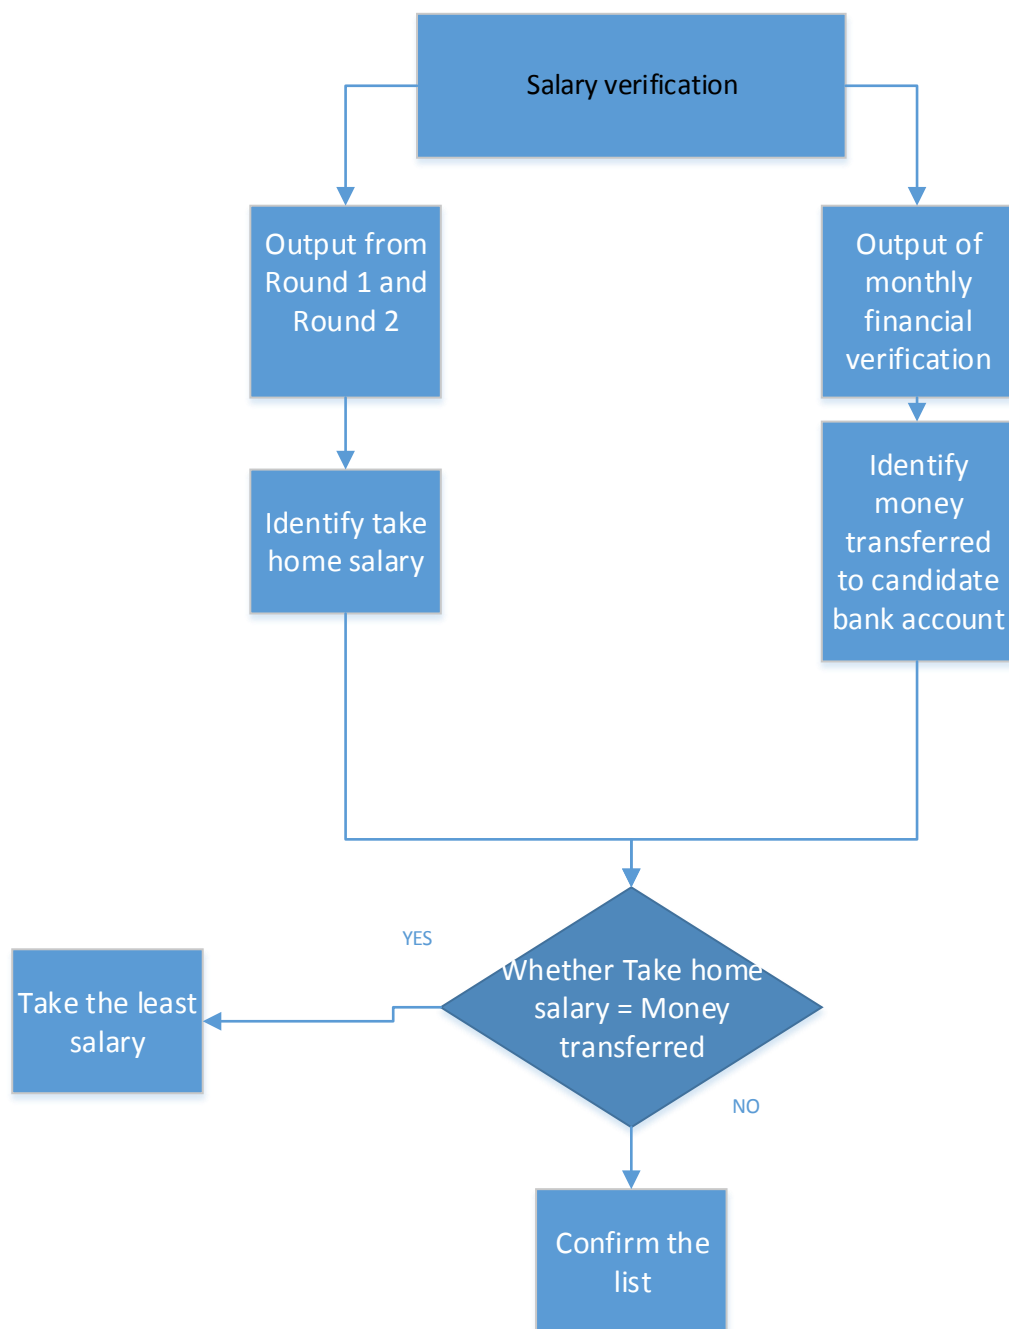 Salary verification
Output from
Round 1 and
Round 2
Output of
monthly
financial
verification
Identify take
home salary
Identify
money
transferred
to candidate
bank account
YES
Whether Take home
salary = Money
transferred
Take the least
salary
NO
Confirm the
list